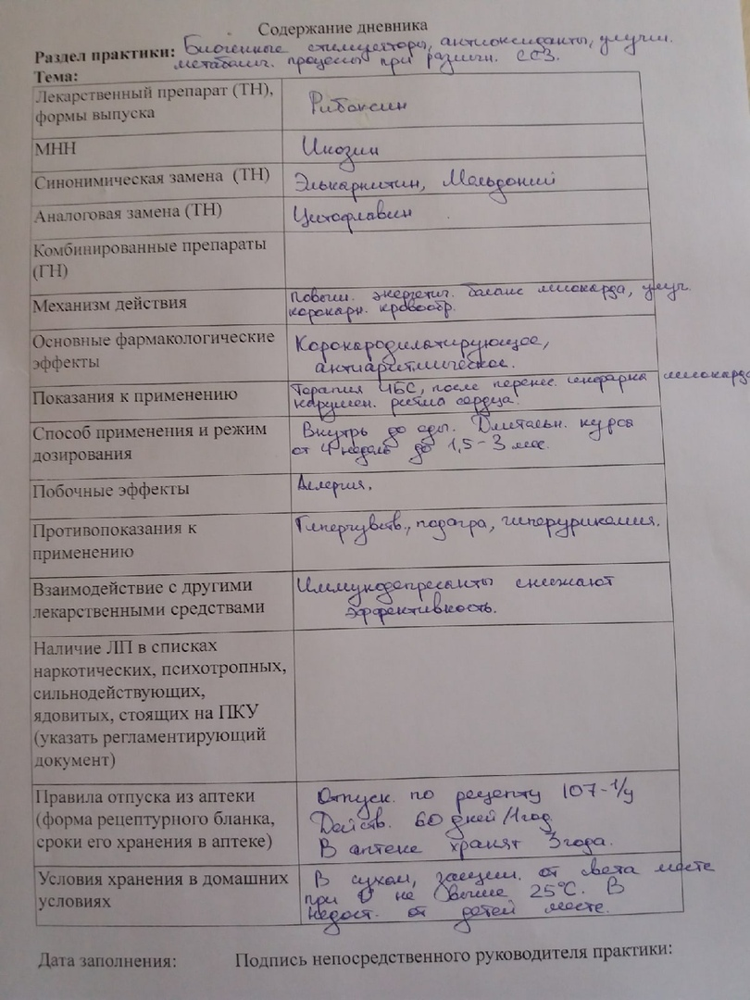 Содержание дневника
Раздел практики: Биогенные стимуляторы, антиоксиданты, улучш.
Тема: метаболич. процессы при различн. ССЗ.
Лекарственный препарат (ТН),
формы выпуска
Рибоксин
МНН
Инозин
Синонимическая замена (ТН)
Элькарнитин, Мельдоний
Аналоговая замена (ТН)
Цитофлавин
Комбинированные препараты
(ГН)
Механизм действия
Повыш. энергетич. баланс миокарда, улуч.
коронарн. кровообр.
Основные фармакологические
эффекты
Коронародилатирующее,
антиаритмическое.
Показания к применению
Терапия ИБС, после перенес. инфаркта миокарда
нарушен. ритма сердца.
Способ применения и режим
дозирования
Внутрь до еды. Длительн. курса
от 4 недель до 1,5-3 мес.
Побочные эффекты
Аллергия.
Противопоказания к
применению
Гиперчувств., подагра, гиперурикемия.
Взаимодействие с другими
лекарственными средствами
Иммунодепресанты снижают
эффективность.
Наличие ЛП в списках
наркотических, психотропных,
сильнодействующих,
ядовитых, стоящих на ПКУ
(указать регламентирующий
документ)
Правила отпуска из аптеки
(форма рецептурного бланка,
сроки его хранения в аптеке)
Отпуск. по рецепту 107-1/у
Действ. 60 дней/1год
В аптеке хранят 3года.
Условия хранения в домашних
условиях
В сухом, защищ. от света месте
при t не выше 25°С. В
недост. от детей месте.
Дата заполнения: Подпись непосредственного руководителя практики: